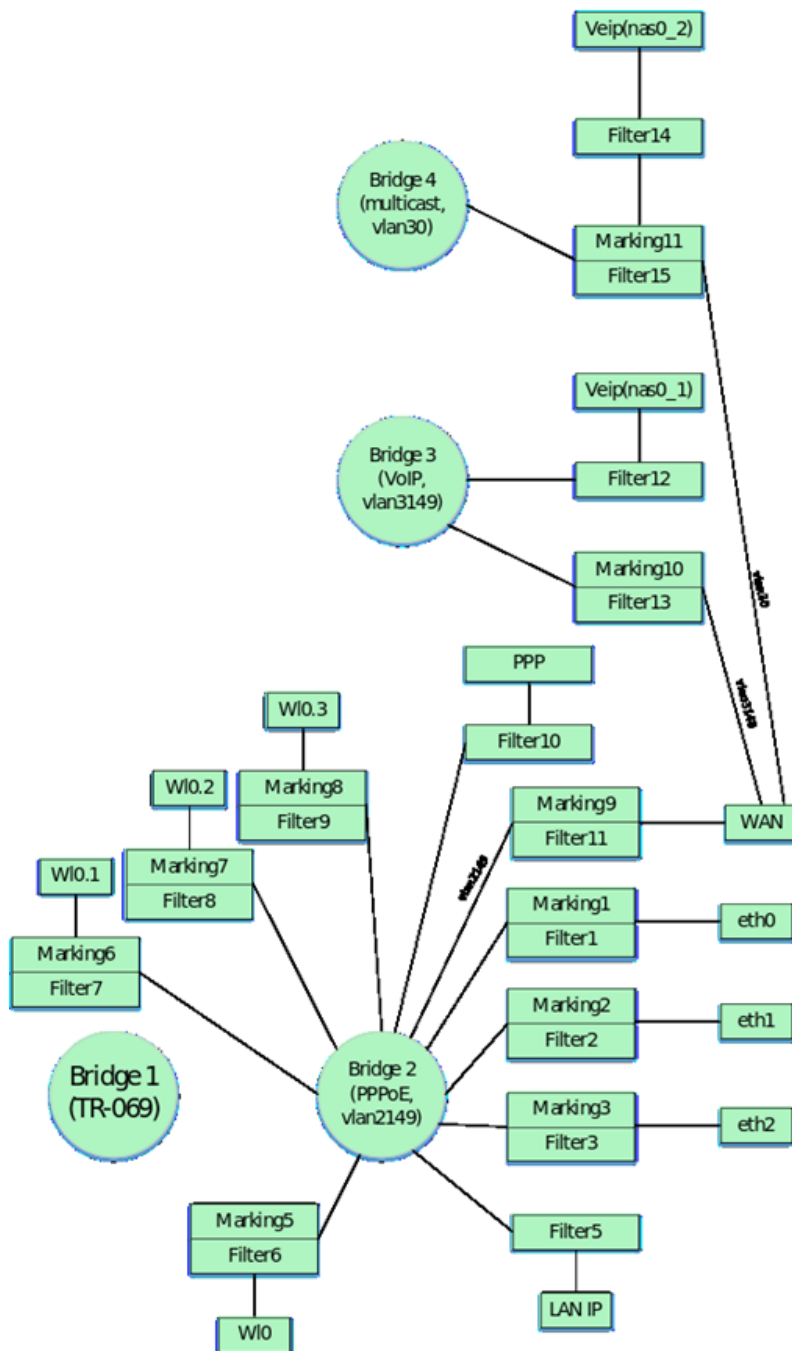 Veip(nas0_2)
Filter14
Bridge 4
(multicast,
vlan30)
Marking11
Filter15
Veip(nas0_1)
Bridge 3
(VoIP,
vlan3149)
Filter12
Marking10
Filter13
vlan30
vlan3149
PPP
Filter10
Wl0.3
Marking8
Filter9
Wl0.2
Marking7
Filter8
Wl0.1
Marking6
Filter7
Marking9
Filter11
WAN
vlan2149
Marking1
Filter1
eth0
Marking2
Filter2
eth1
Bridge 1
(TR-069)
Bridge 2
(PPPoE,
vlan2149)
Marking3
Filter3
eth2
Marking5
Filter6
Wl0
Filter5
LAN IP